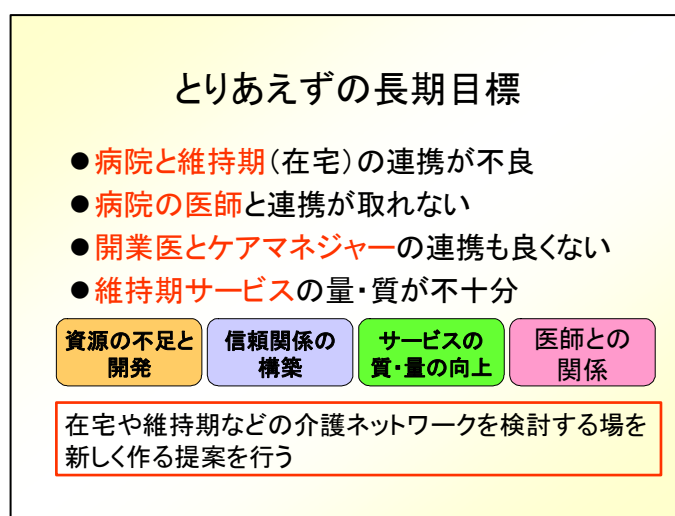 とりあえずの長期目標
●病院と維持期(在宅)の連携が不良
●病院の医師と連携が取れない
●開業医とケアマネジャーの連携も良くない
●維持期サービスの量・質が不十分
資源の不足と
開発
信頼関係の
構築
サービスの
質・量の向上
医師との
関係
在宅や維持期などの介護ネットワークを検討する場を
新しく作る提案を行う